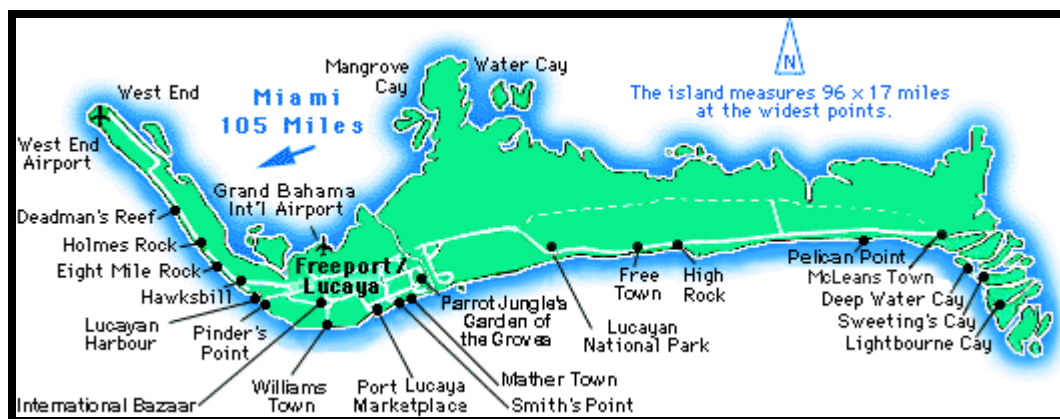 West End
West End
Airport
Miami
105 Miles
Mangrove
Cay
Water Cay
N
The island measures 96 x 17 miles
at the widest points.
Grand Bahama
Int'l Airport
Deadman's Reef
Holmes Rock
Eight Mile Rock
Hawksbill
Lucayan
Harbour
Pinder's
Point
International Bazaar
Freeport/
Lucaya
Williams
Town
Port Lucaya
Marketplace
Smith's Point
Mather Town
Parrot Jungle's
Garden of
the Groves
Lucayan
National Park
Free
Town
High
Rock
Pelican Point
McLeans Town
Deep Water Cay
Sweeting's Cay
Lightbourne Cay